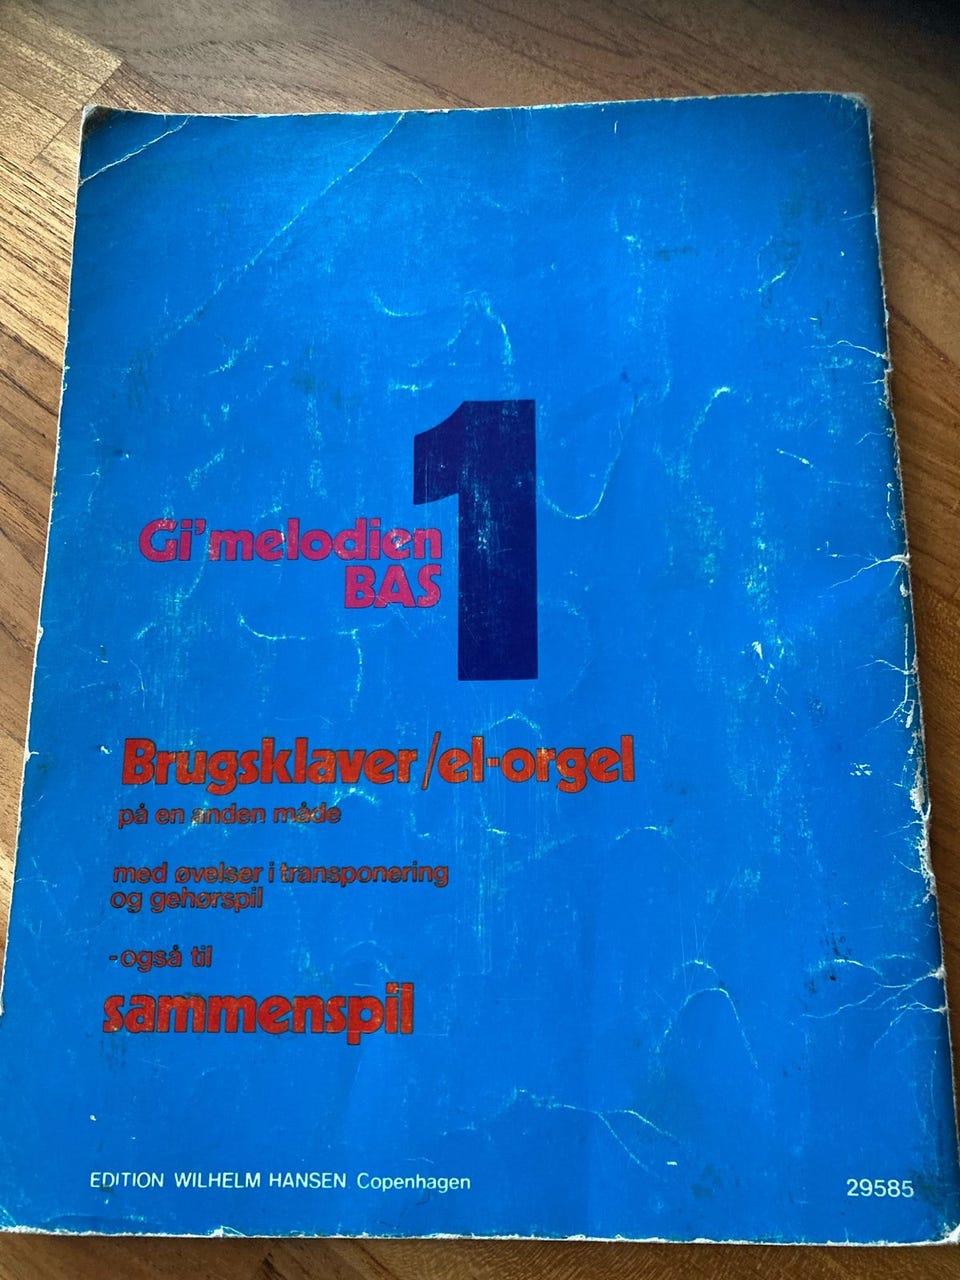 1
Gi'melodien
BAS
Brugsklaver/el-orgel
på en anden måde
med øvelser i transponering
og gehørspil
-også til
sammenspil
EDITION WILHELM HANSEN Copenhagen
29585